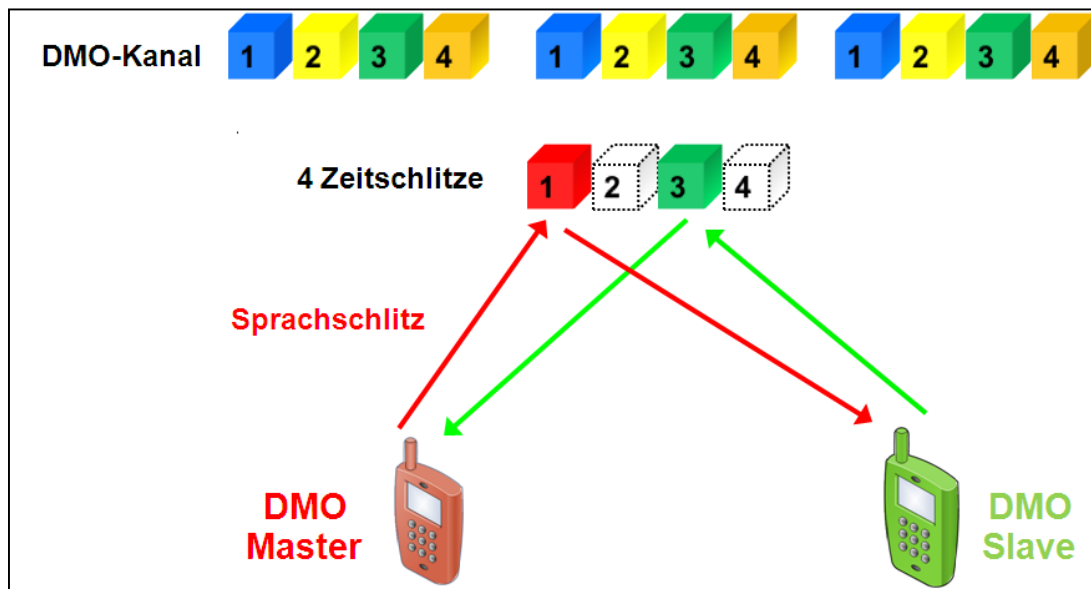 DMO-Kanal 1 2 3 4 1 2 3 4 1 2 3 4
4 Zeitschlitze 1 2 3 4
Sprachschlitz
DMO
Master
DMO
Slave